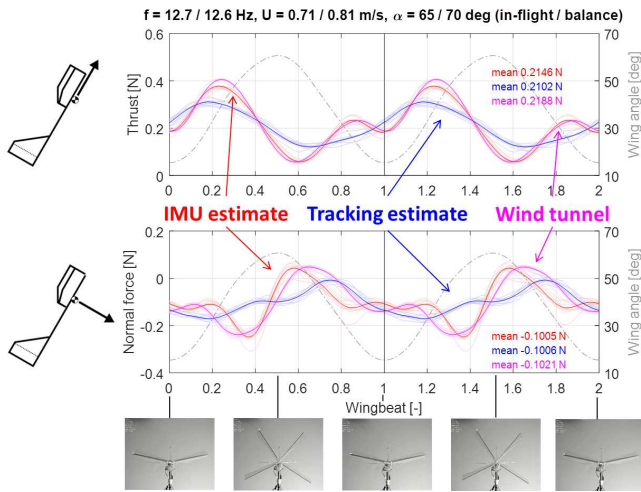 f = 12.7 / 12.6 Hz, U = 0.71 / 0.81 m/s, α = 65 / 70 deg (in-flight / balance)
Thrust [N]
0.6
0.4
0.2
0
mean 0.2146 N
mean 0.2102 N
mean 0.2188 N
70
50
30
10
Wing angle [deg]
0 0.2 0.4 0.6 0.8 1 1.2 1.4 1.6 1.8 2
IMU estimate Tracking estimate Wind tunnel
Normal force [N]
0.2
0
-0.2
-0.4
mean -0.1005 N
mean -0.1006 N
mean -0.1021 N
70
50
30
10
Wing angle [deg]
0 0.2 0.4 0.6 0.8 1 1.2 1.4 1.6 1.8 2
Wingbeat [-]